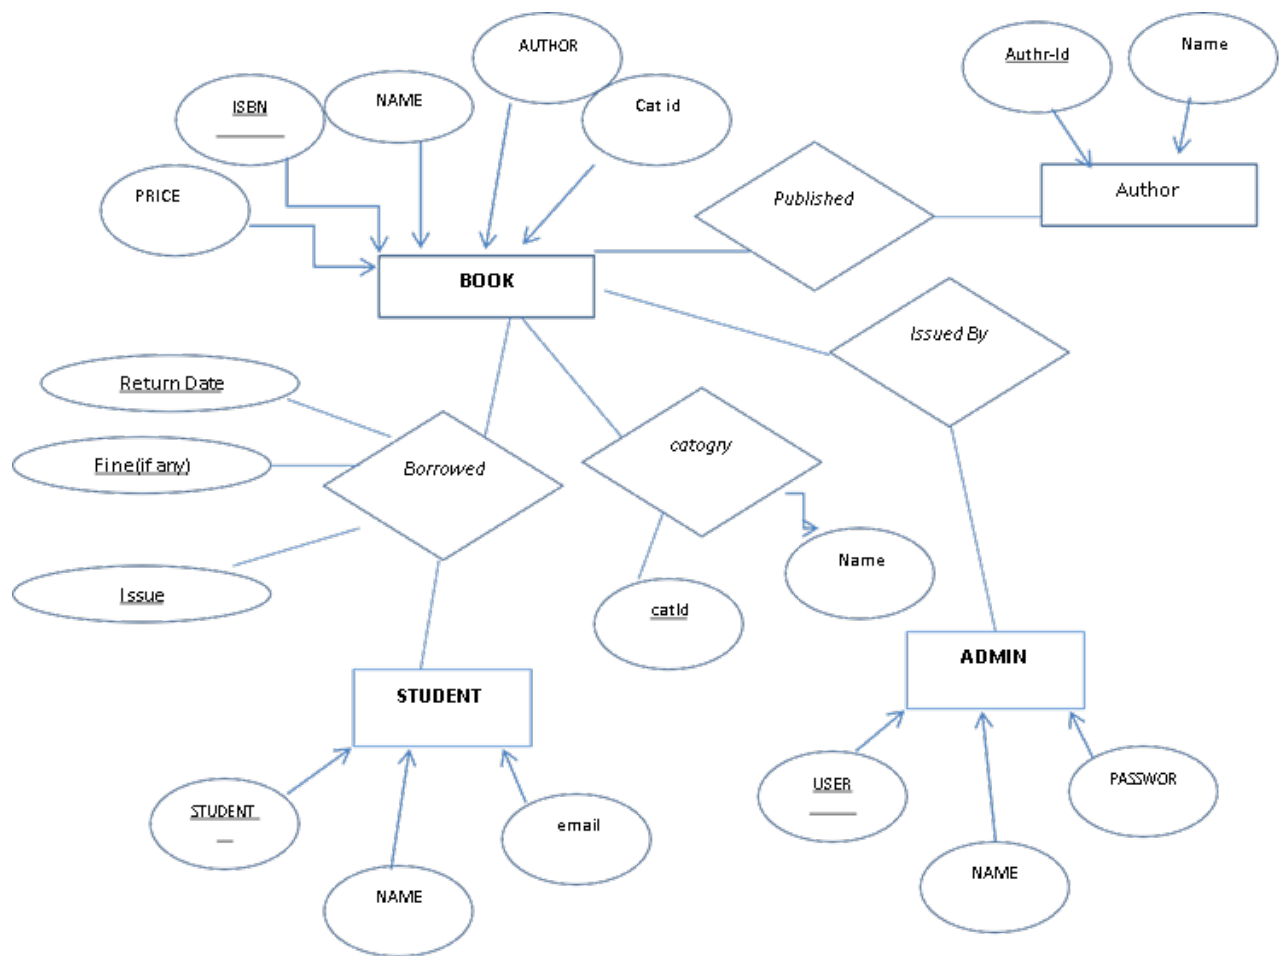 AUTHOR
Authr-Id
Name
ISBN
NAME
Cat id
PRICE
Published
Author
BOOK
Issued By
Return Date
Fine(if any)
Borrowed
catogry
Issue
Name
catId
STUDENT
ADMIN
STUDENT
email
USER
PASSWOR
NAME
NAME